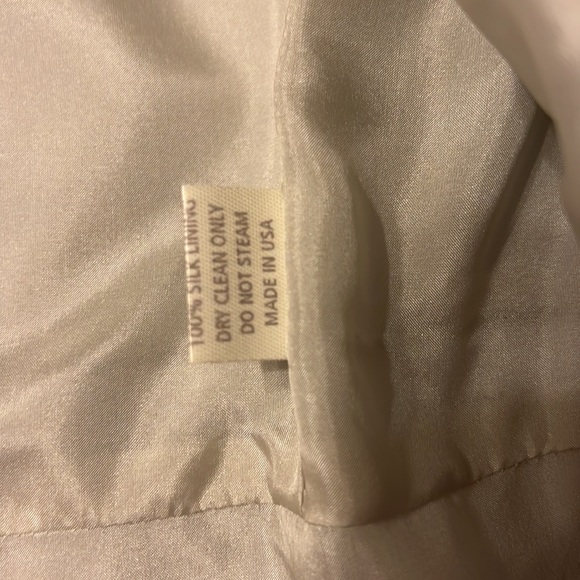 100% SILK LINING
DRY CLEAN ONLY
DO NOT STEAM
MADE IN USA